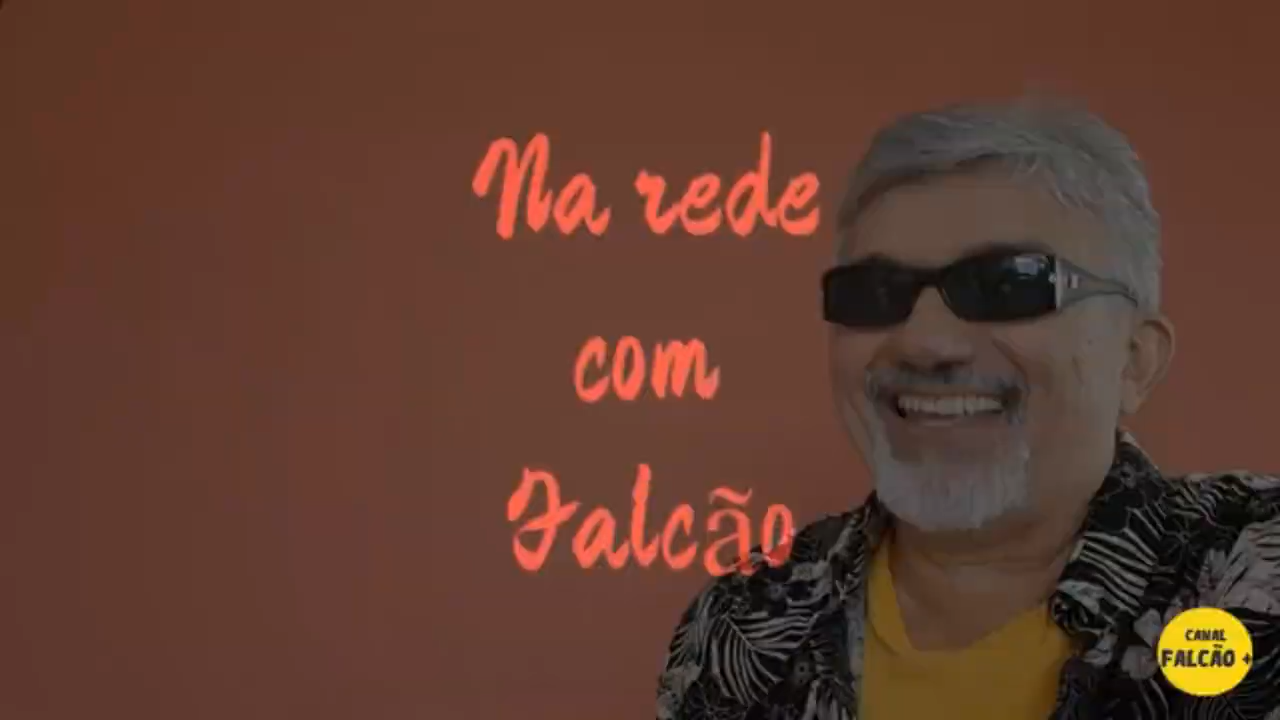 Na rede
com
Falcão
CANAL
FALCÃO +